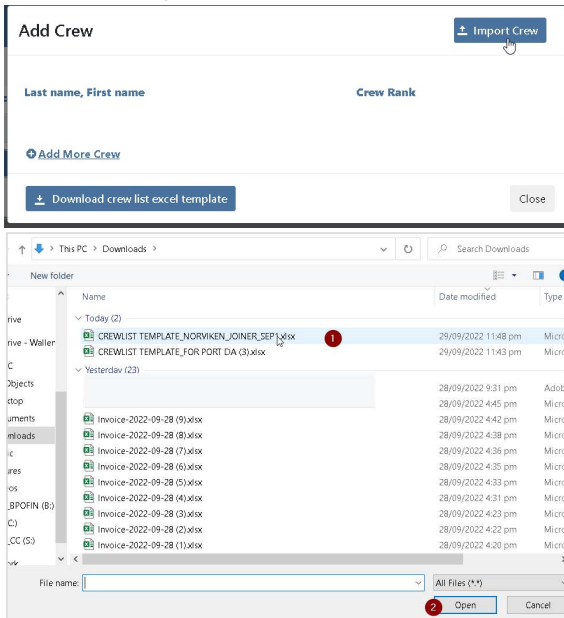 Add Crew
Import Crew
Last name, First name Crew Rank
Add More Crew
Download crew list excel template Close
This PC > Downloads > Search Downloads
New folder
Name Date modified Type
rive Today (2)
CREWLIST TEMPLATE_NORVIKEN_JOINER_SEP1.xlsx 1 29/09/2022 11:48 pm Micro
rive - Waller CREWLIST TEMPLATE_FOR PORT DA (3).xlsx 29/09/2022 11:43 pm Micro
C Yesterday (23)
Objects 28/09/2022 9:31 pm Adob
ktop 28/09/2022 4:45 pm Micro
uments Invoice-2022-09-28 (9).xlsx 28/09/2022 4:42 pm Micro
wnloads Invoice-2022-09-28 (8).xlsx 28/09/2022 4:38 pm Micro
ic Invoice-2022-09-28 (7).xlsx 28/09/2022 4:36 pm Micro
ures Invoice-2022-09-28 (6).xlsx 28/09/2022 4:35 pm Micro
os Invoice-2022-09-28 (5).xlsx 28/09/2022 4:33 pm Micro
_BPOFIN (B:) Invoice-2022-09-28 (4).xlsx 28/09/2022 4:31 pm Micro
C:) Invoice-2022-09-28 (3).xlsx 28/09/2022 4:23 pm Micro
_CC (S:) Invoice-2022-09-28 (2).xlsx 28/09/2022 4:22 pm Micro
Invoice-2022-09-28 (1).xlsx 28/09/2022 4:20 pm Micro
File name: All Files (*.*)
2 Open Cancel